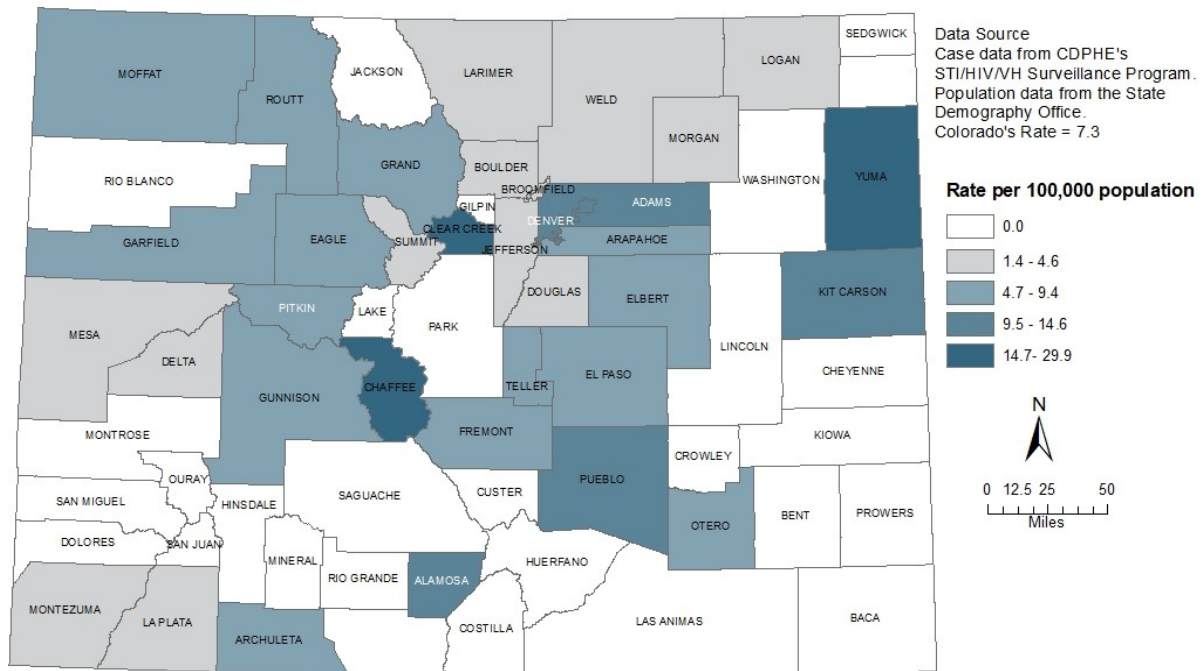 SEDGWICK
Data Source
Case data from CDPHE's
STI/HIV/VH Surveillance Program.
Population data from the State
Demography Office.
Colorado's Rate = 7.3
MOFFAT
ROUTT
JACKSON
LARIMER
WELD
LOGAN
MORGAN
GRAND
BOULDER
RIO BLANCO
WASHINGTON
YUMA
BROOMFIELD
GILPIN
ADAMS
DENVER
CLEAR CREEK
GARFIELD
EAGLE
SUMMIT
JEFFERSON
ARAPAHOE
Rate per 100,000 population
0.0
1.4 - 4.6
4.7 - 9.4
9.5 - 14.6
14.7- 29.9
DOUGLAS
ELBERT
KIT CARSON
PITKIN
LAKE
PARK
MESA
DELTA
LINCOLN
CHEYENNE
GUNNISON
CHAFFEE
TELLER
EL PASO
FREMONT
MONTROSE
KIOWA
CROWLEY
N
OURAY
PUEBLO
SAN MIGUEL
HINSDALE
SAGUACHE
CUSTER
0 12.5 25 50
Miles
OTERO
BENT
PROWERS
DOLORES
SAN JUAN
MINERAL
HUERFANO
RIO GRANDE
ALAMOSA
MONTEZUMA
LA PLATA
ARCHULETA
COSTILLA
LAS ANIMAS
BACA